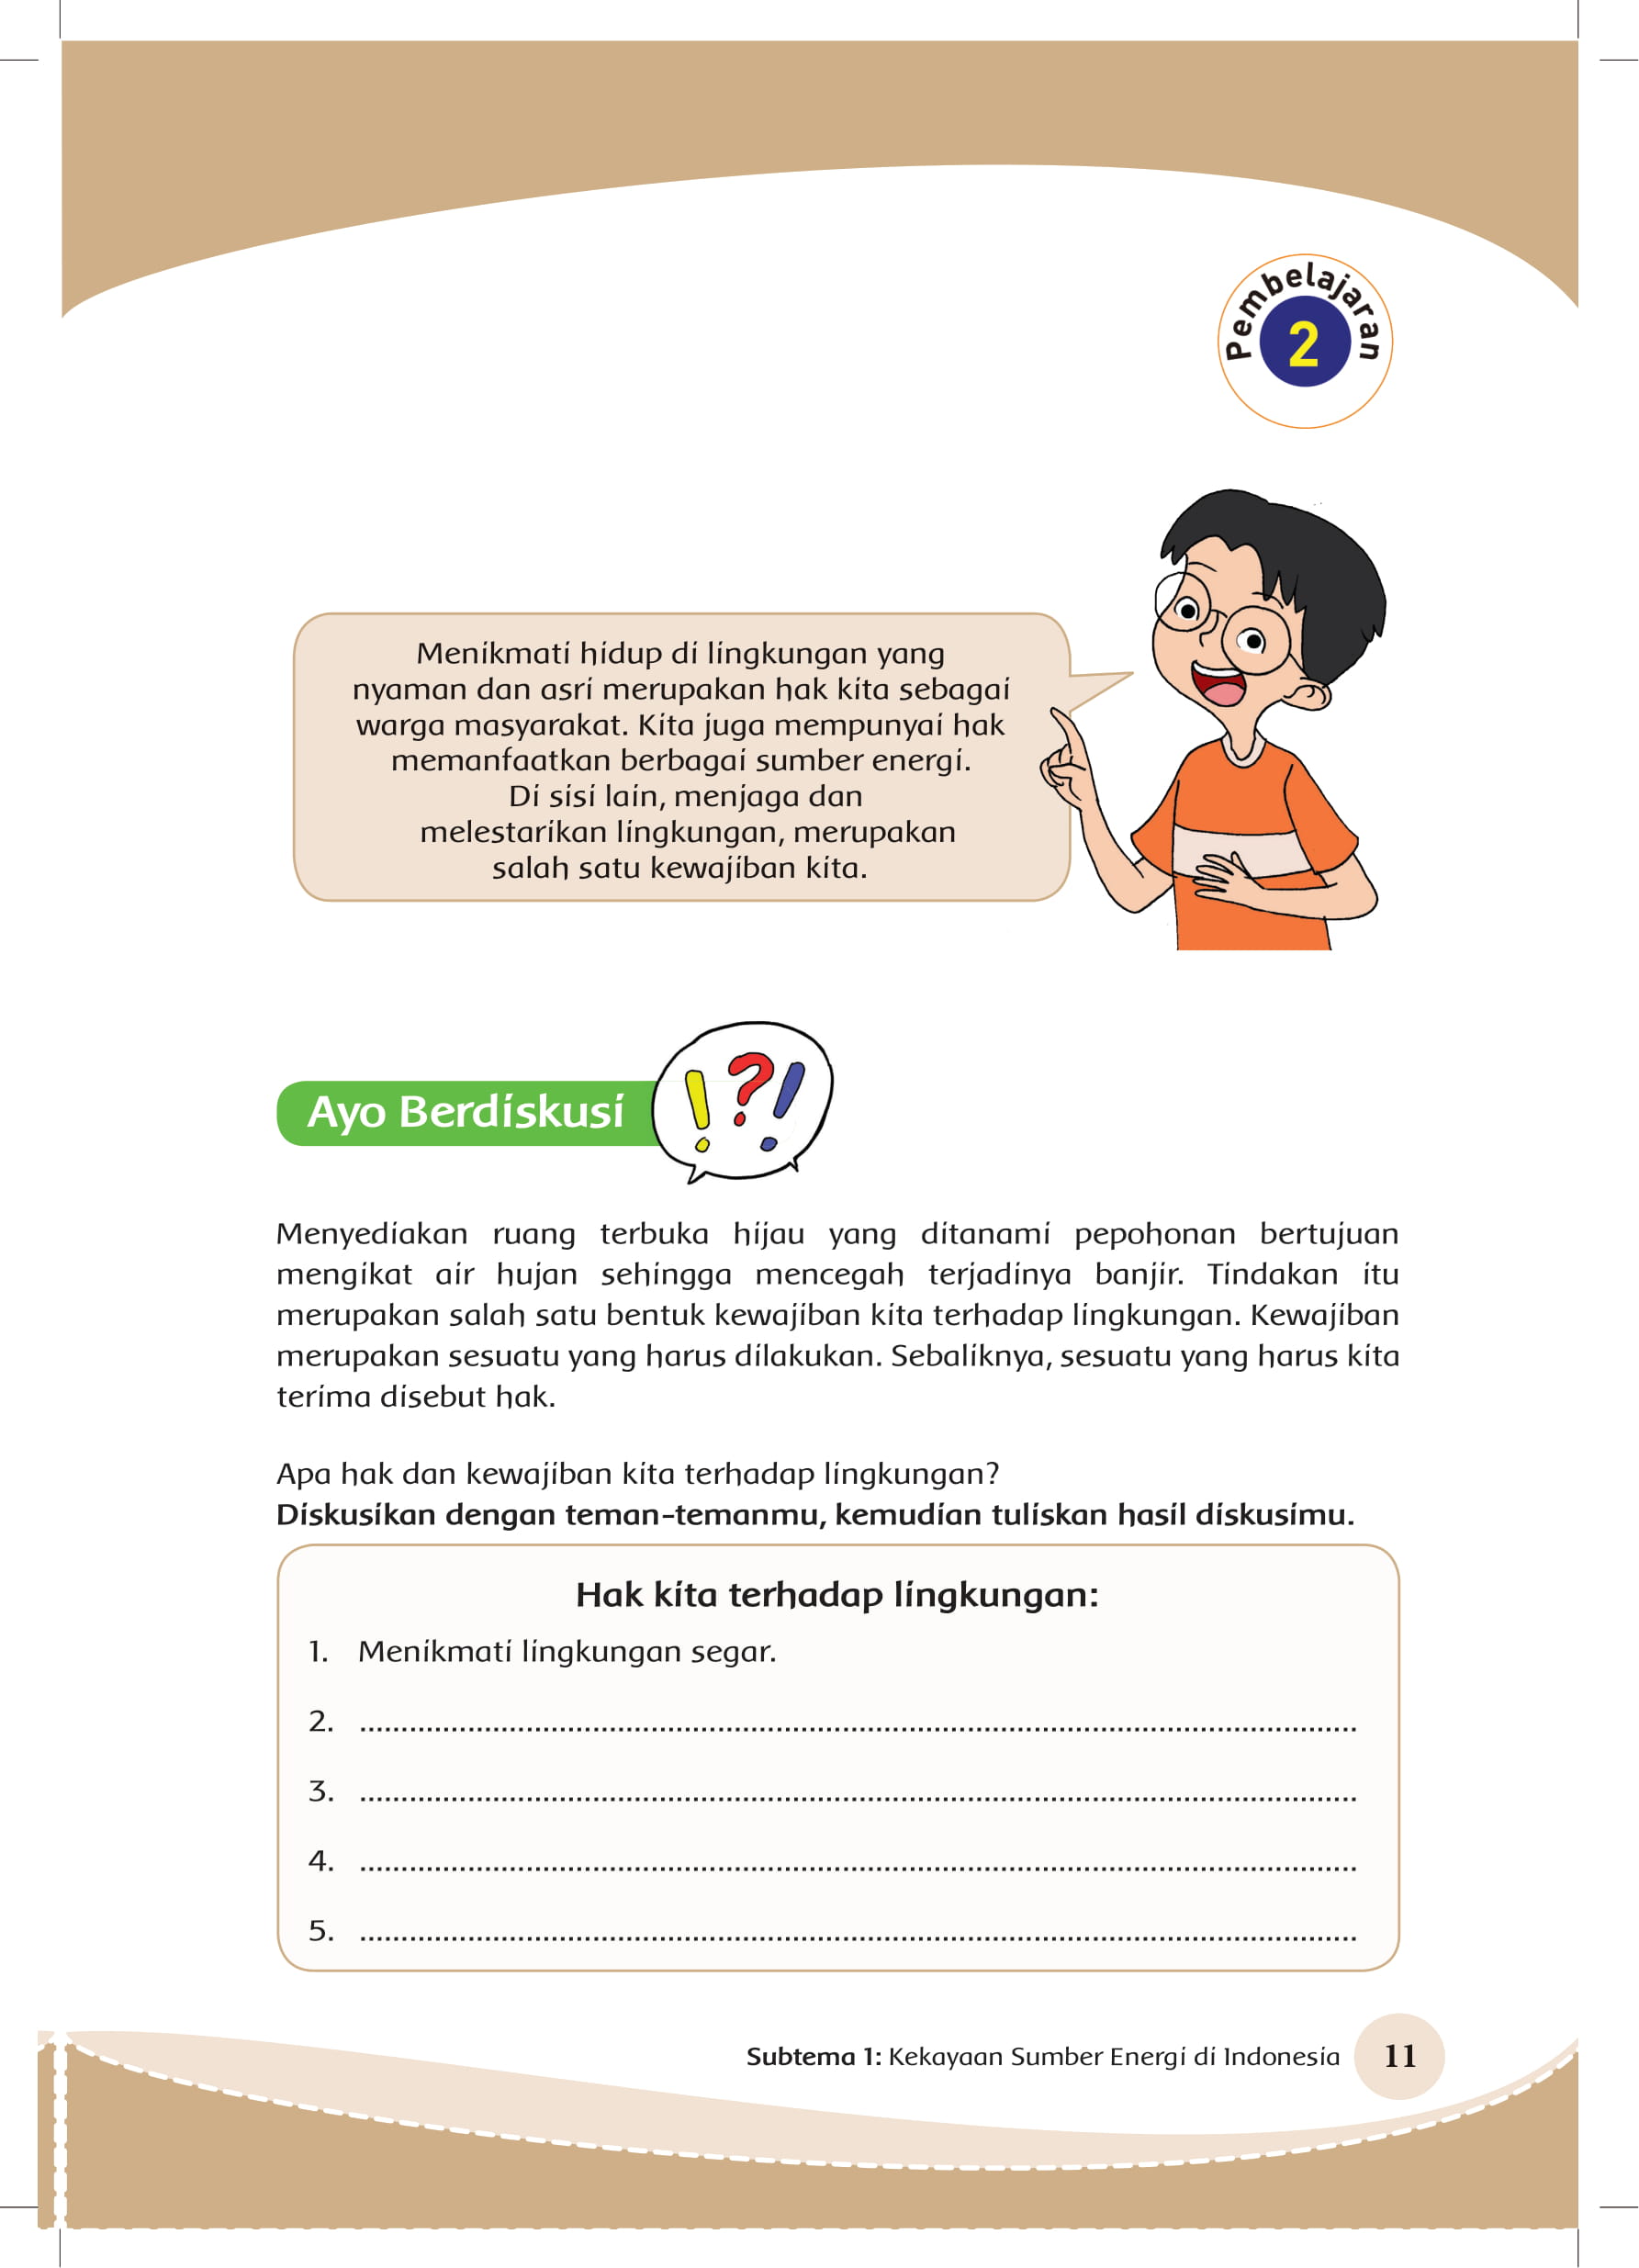 Pembelajaran
2
Menikmati hidup di lingkungan yang
nyaman dan asri merupakan hak kita sebagai
warga masyarakat. Kita juga mempunyai hak
memanfaatkan berbagai sumber energi.
Di sisi lain, menjaga dan
melestarikan lingkungan, merupakan
salah satu kewajiban kita.
Ayo Berdiskusi
!?!
Menyediakan ruang terbuka hijau yang ditanami pepohonan bertujuan
mengikat air hujan sehingga mencegah terjadinya banjir. Tindakan itu
merupakan salah satu bentuk kewajiban kita terhadap lingkungan. Kewajiban
merupakan sesuatu yang harus dilakukan. Sebaliknya, sesuatu yang harus kita
terima disebut hak.
Apa hak dan kewajiban kita terhadap lingkungan?
Diskusikan dengan teman-temanmu, kemudian tuliskan hasil diskusimu.
Hak kita terhadap lingkungan:
1. Menikmati lingkungan segar.
2. ....................................................................................................................
3. ....................................................................................................................
4. ....................................................................................................................
5. ....................................................................................................................
Subtema 1: Kekayaan Sumber Energi di Indonesia 11